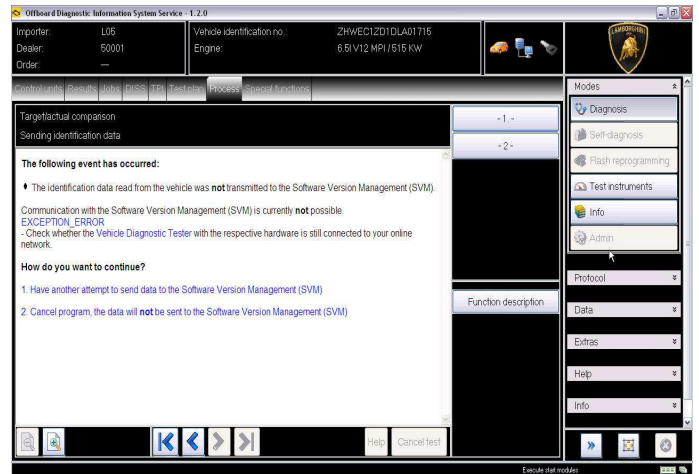 Offboard Diagnostic Information System Service - 1.2.0
Importer: L05
Dealer: 50001
Order: ---
Vehicle identification no.: ZHWEC1ZD1DLA01715
Engine: 6.5l V12 MPI / 515 KW
LAMBORGHINI
Control units Results Jobs DISS TPI Test plan Process Special functions
Target/actual comparison
Sending identification data
The following event has occurred:
The identification data read from the vehicle was not transmitted to the Software Version Management (SVM).
Communication with the Software Version Management (SVM) is currently not possible.
EXCEPTION_ERROR
- Check whether the Vehicle Diagnostic Tester with the respective hardware is still connected to your online
network.
How do you want to continue?
1. Have another attempt to send data to the Software Version Management (SVM)
2. Cancel program, the data will not be sent to the Software Version Management (SVM)
- 1 -
- 2 -
Function description
Help Cancel test
Modes
Diagnosis
Self-diagnosis
Flash reprogramming
Test instruments
Info
Admin
Protocol
Data
Extras
Help
Info
Execute start modules